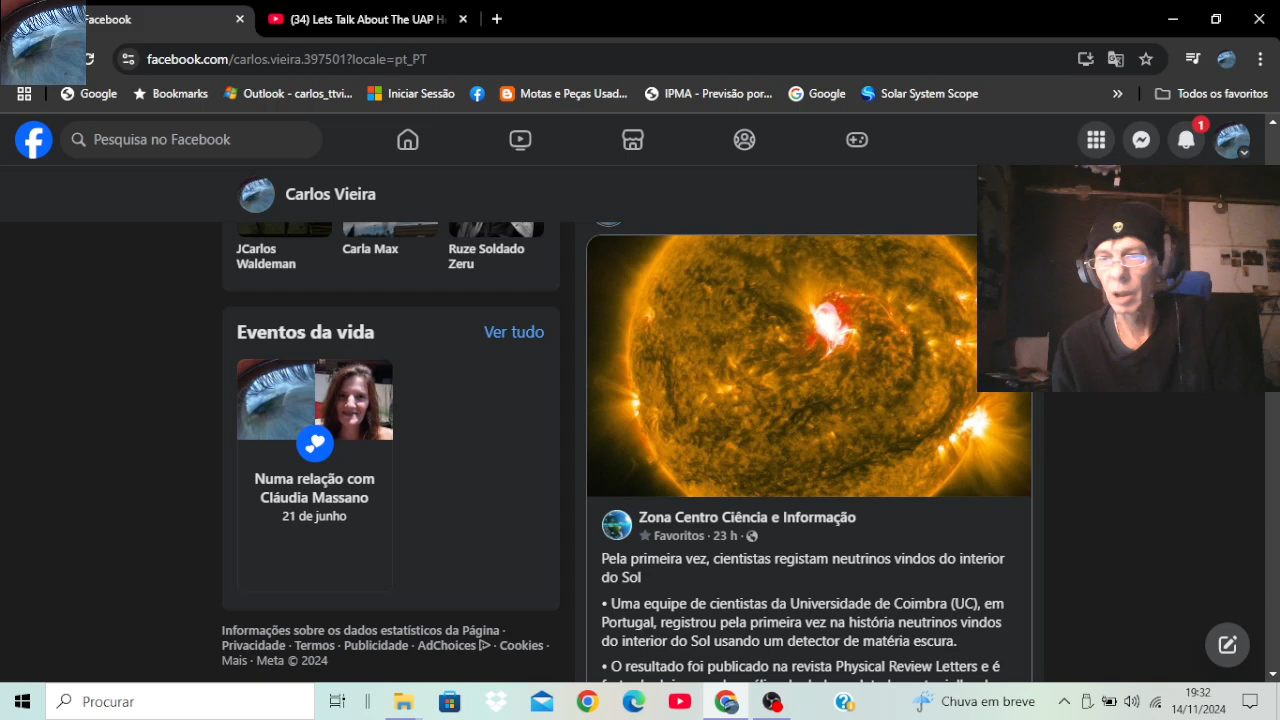 Facebook
(34) Lets Talk About The UAP H
facebook.com/carlos.vieira.397501?locale=pt_PT
Google
Bookmarks
Outlook - carlos_ttvi...
Iniciar Sessão
Motas e Peças Usad...
IPMA - Previsão por...
Google
Solar System Scope
»
Todos os favoritos
Pesquisa no Facebook
1
Carlos Vieira
JCarlos
Waldeman
Carla Max
Ruze Soldado
Zeru
Eventos da vida
Ver tudo
Numa relação com
Cláudia Massano
21 de junho
Informações sobre os dados estatísticos da Página ·
Privacidade · Termos · Publicidade · AdChoices · Cookies ·
Mais · Meta © 2024
Zona Centro Ciência e Informação
Favoritos · 23 h ·
Pela primeira vez, cientistas registam neutrinos vindos do interior
do Sol
• Uma equipe de cientistas da Universidade de Coimbra (UC), em
Portugal, registrou pela primeira vez na história neutrinos vindos
do interior do Sol usando um detector de matéria escura.
• O resultado foi publicado na revista Physical Review Letters e é
Procurar
Chuva em breve
19:32
14/11/2024